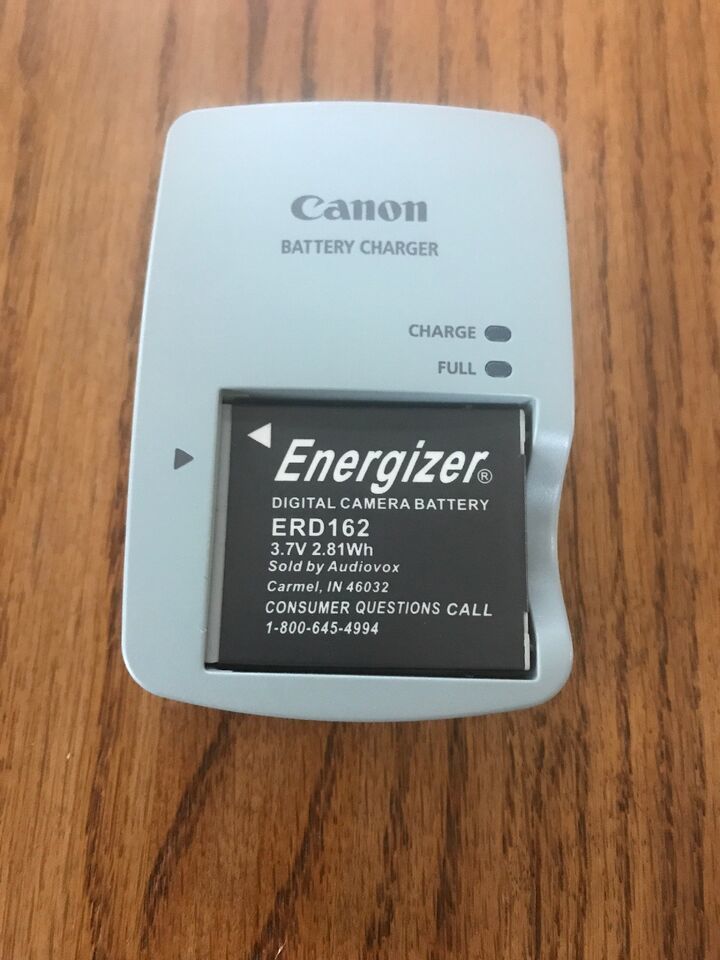 Canon
BATTERY CHARGER
CHARGE
FULL
Energizer®
DIGITAL CAMERA BATTERY
ERD162
3.7V 2.81Wh
Sold by Audiovox
Carmel, IN 46032
CONSUMER QUESTIONS CALL
1-800-645-4994